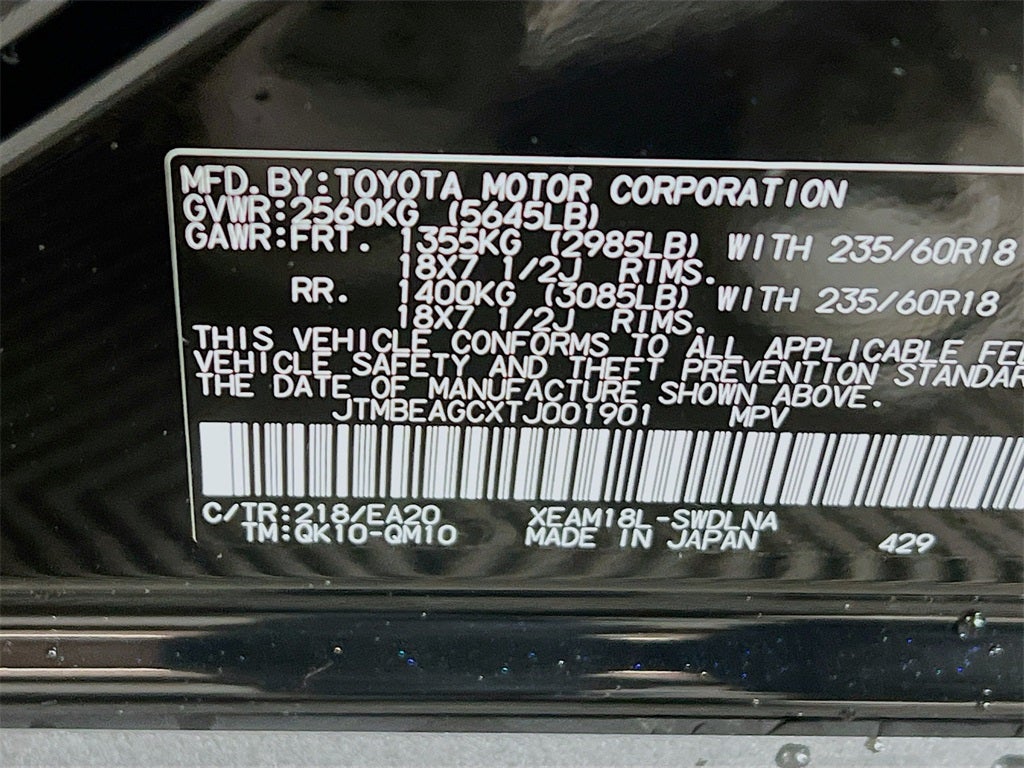 MFD. BY: TOYOTA MOTOR CORPORATION
GVWR: 2560KG (5645LB)
GAWR: FRT. 1355KG (2985LB) WITH 235/60R18
18X7 1/2J RIMS.
RR. 1400KG (3085LB) WITH 235/60R18
18X7 1/2J RIMS.
THIS VEHICLE CONFORMS TO ALL APPLICABLE
VEHICLE SAFETY AND THEFT PREVENTION
THE DATE OF MANUFACTURE SHOWN ABOVE.
JTMBEAGCXTJ001901 MPV
C/TR: 218/EA20 XEAM18L-SWDLNA
TM: QK10-QM10 MADE IN JAPAN 429